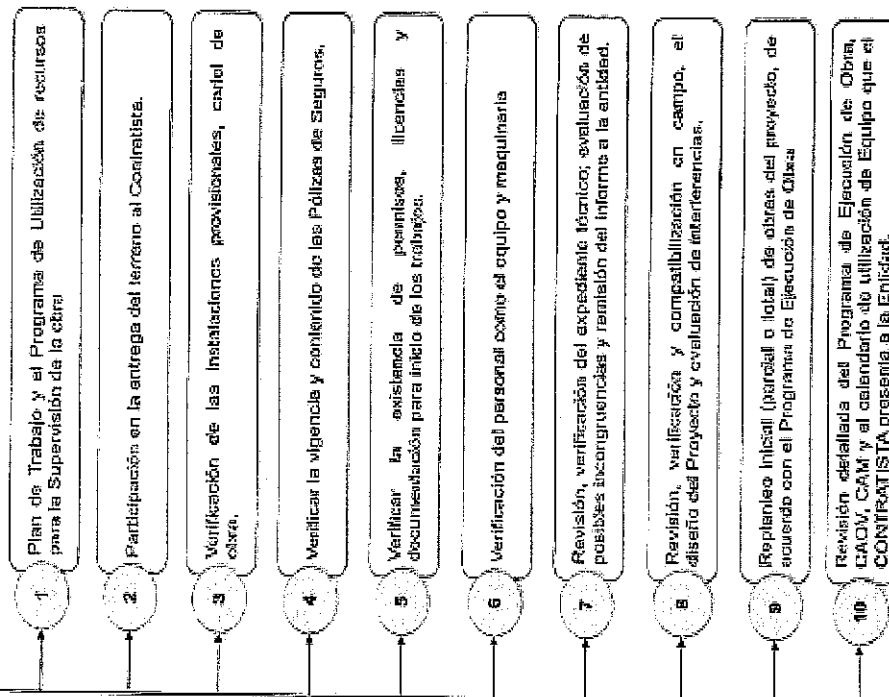 1
Plan de Trabajo y el Programa de Utilización de recursos
para la Supervisión de la obra
2
Participación en la entrega del terreno al Contratista.
3
Verificación de las Instalaciones provisionales, cartel de
obra.
4
Verificar la vigencia y contenido de las Pólizas de Seguros.
5
Verificar la existencia de permisos, licencias y
documentación para inicio de los trabajos.
6
Verificación del personal como el equipo y maquinaria
7
Revisión, verificación del expediente técnico; evaluación de
posibles incongruencias y remisión del informe a la entidad.
8
Revisión, verificación y compatibilización en campo, el
diseño del Proyecto y evaluación de interferencias.
9
Replanteo Inicial (parcial o total) de obras del proyecto, de
acuerdo con el Programa de Ejecución de Obra
10
Revisión detallada del Programa de Ejecución de Obra,
CAOV, CAM y el calendario de utilización de Equipo que el
CONTRATISTA presenta a la Entidad.